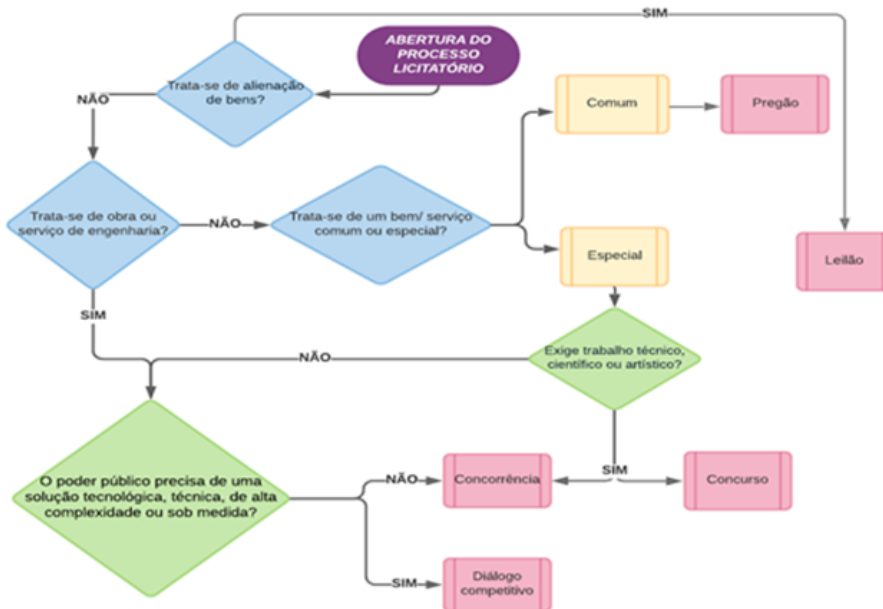 SIM
ABERTURA DO
PROCESSO
LICITATÓRIO
Trata-se de alienação
de bens?
NÃO
Comum
Pregão
Trata-se de obra ou
serviço de engenharia?
NÃO
Trata-se de um bem/ serviço
comum ou especial?
Especial
Leilão
SIM
NÃO
Exige trabalho técnico,
científico ou artístico?
O poder público precisa de uma
solução tecnológica, técnica, de alta
complexidade ou sob medida?
NÃO
Concorrência
SIM
Concurso
SIM
Diálogo
competitivo